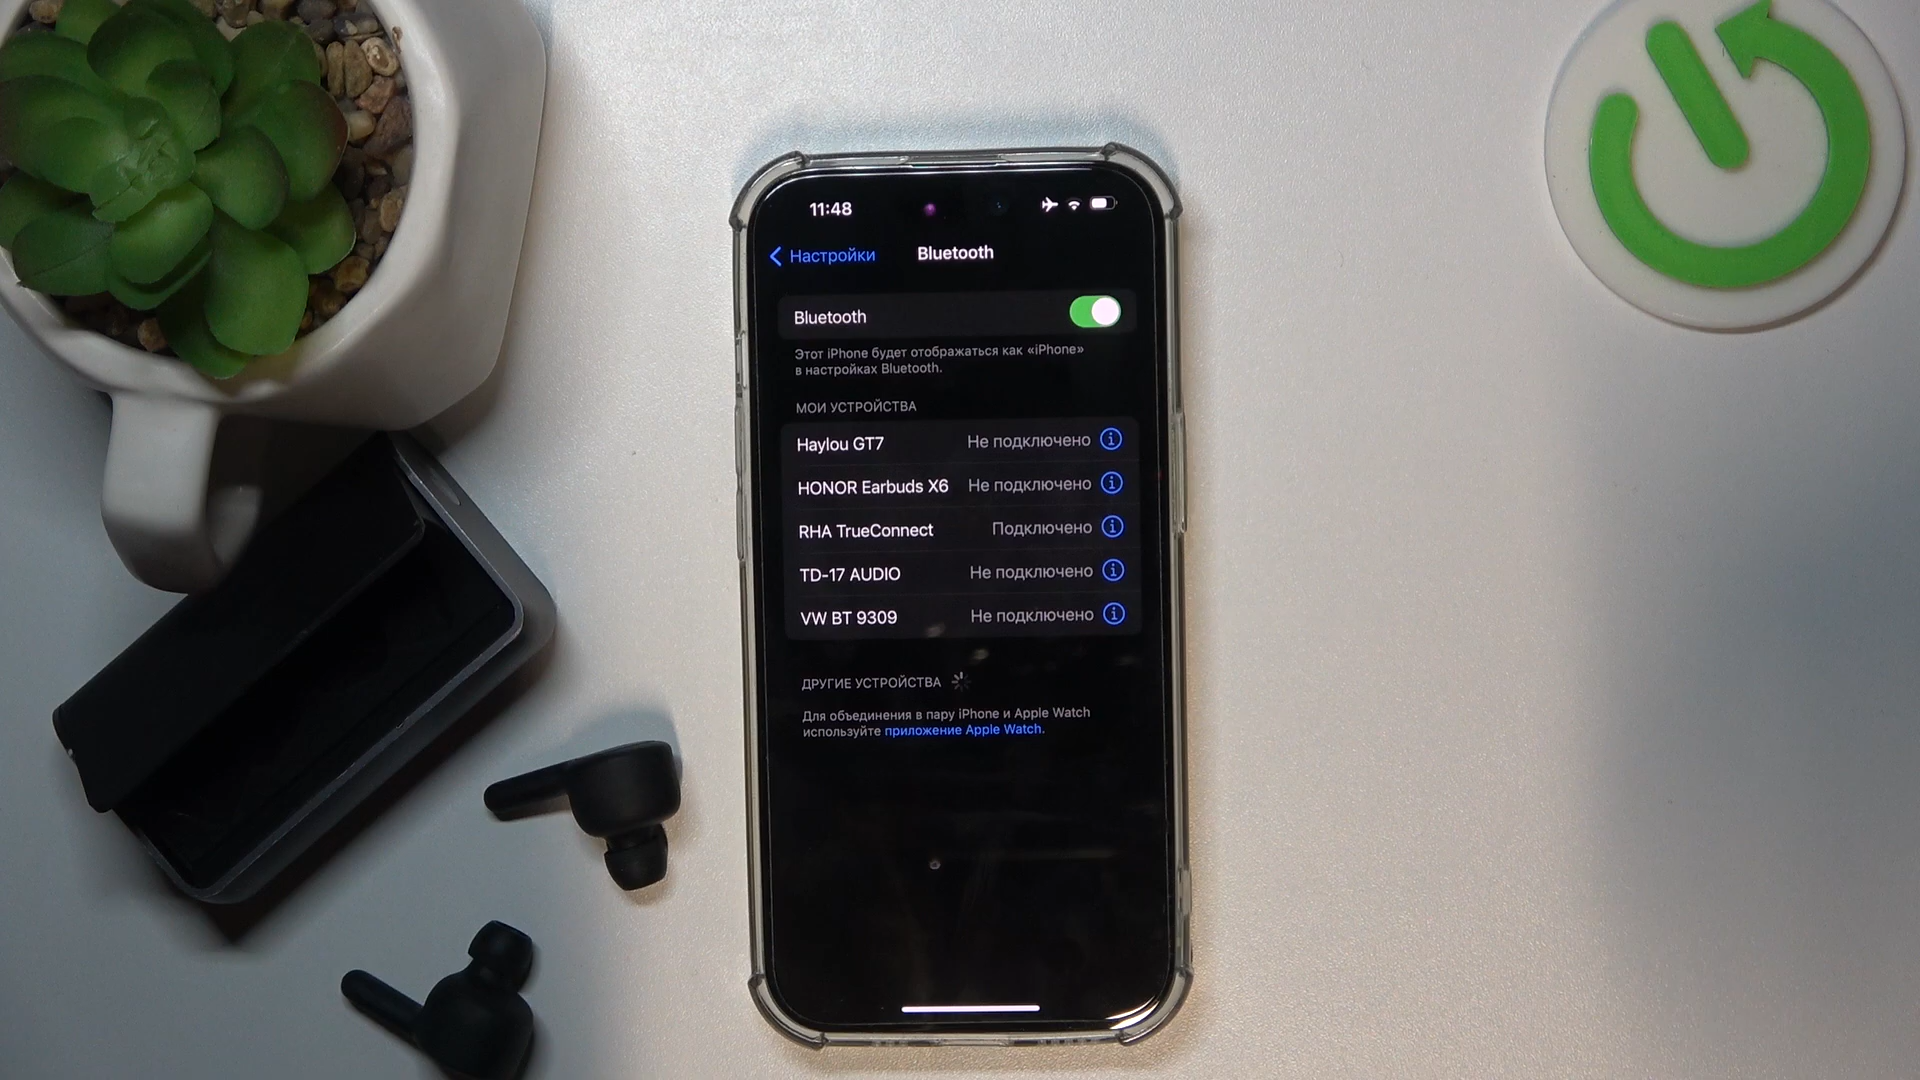 11:48
Настройки
Bluetooth
Bluetooth
Этот iPhone будет отображаться как «iPhone»
в настройках Bluetooth.
МОИ УСТРОЙСТВА
Haylou GT7 Не подключено
HONOR Earbuds X6 Не подключено
RHA TrueConnect Подключено
TD-17 AUDIO Не подключено
VW BT 9309 Не подключено
ДРУГИЕ УСТРОЙСТВА
Для объединения в пару iPhone и Apple Watch
используйте приложение Apple Watch.